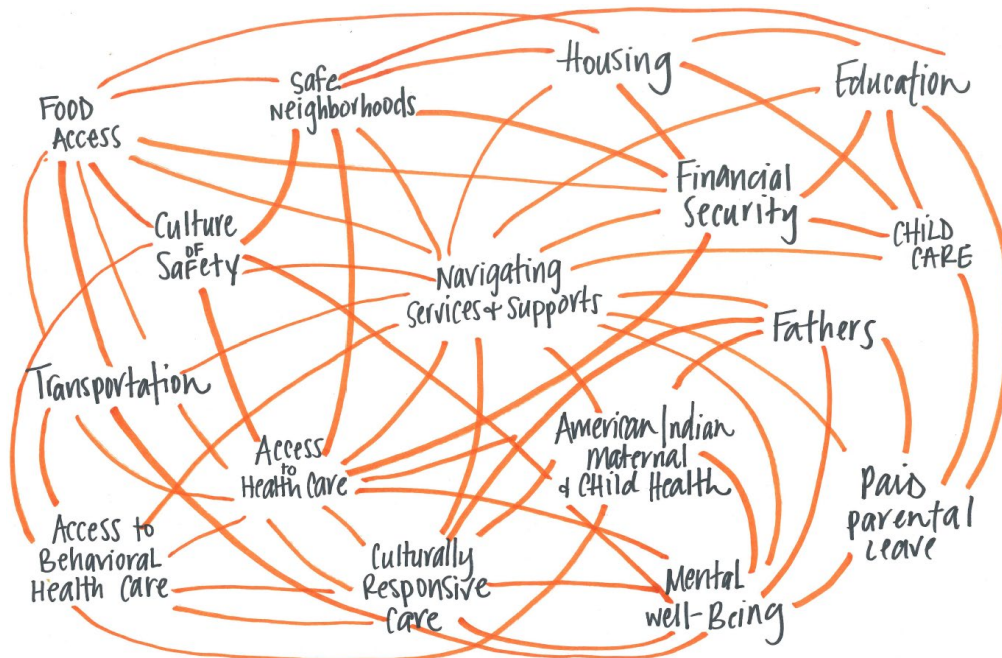 Housing
Safe
Neighborhoods
Education
FOOD
Access
Financial
Security
Culture
OF
Safety
CHILD
CARE
Navigating
Services & Supports
Fathers
Transportation
American Indian
Maternal
& CHild Health
Access
to
Health Care
Paid
parental
Leave
Access to
Behavioral
Health Care
Culturally
Responsive
Care
Mental
well-Being